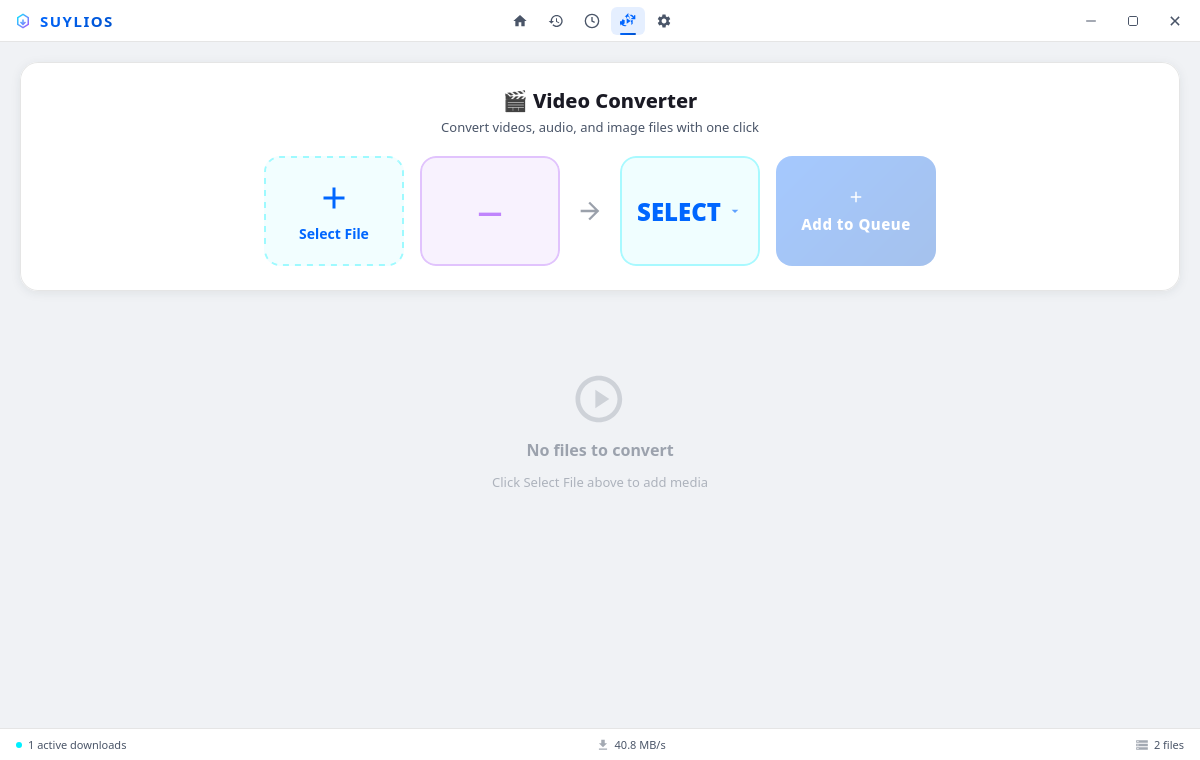 SUYLIOS
🎬 Video Converter
Convert videos, audio, and image files with one click
Select File
—
SELECT
Add to Queue
No files to convert
Click Select File above to add media
1 active downloads
40.8 MB/s
2 files